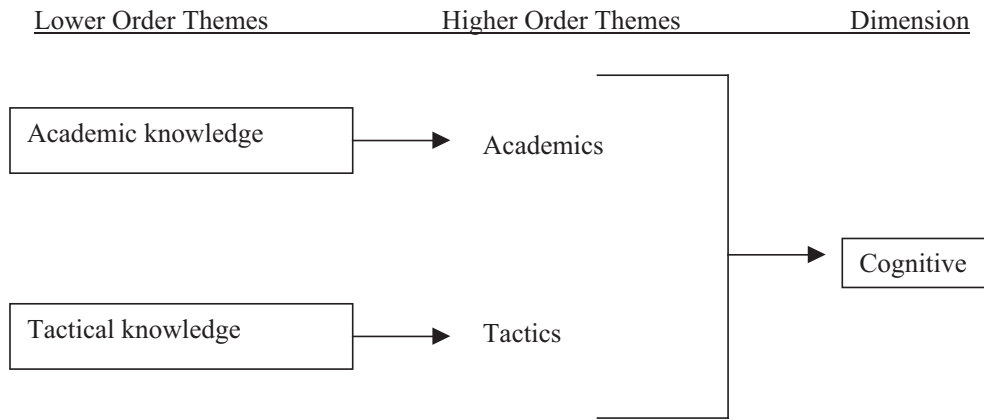 Lower Order Themes Higher Order Themes Dimension
Academic knowledge
Academics
Cognitive
Tactical knowledge
Tactics